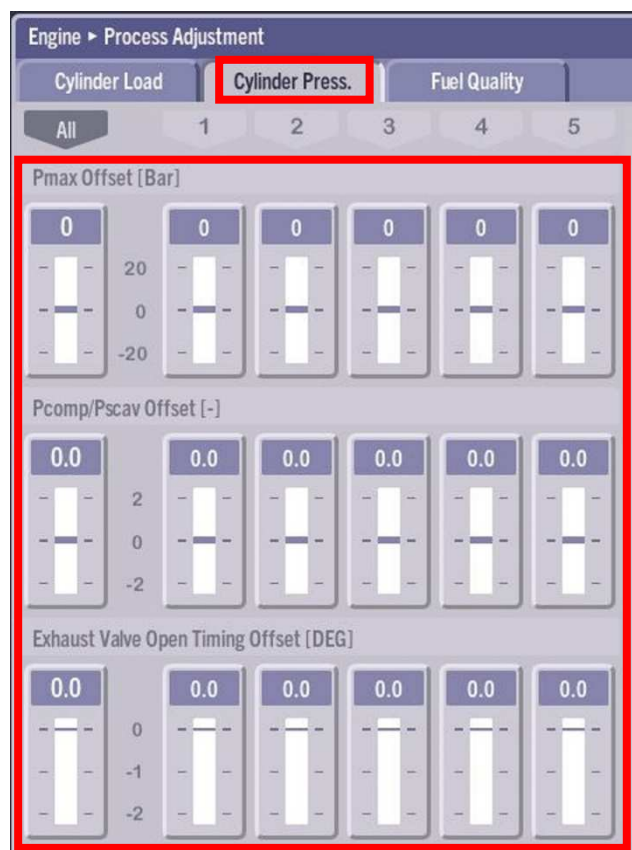 Engine ► Process Adjustment
Cylinder Load Cylinder Press. Fuel Quality
All 1 2 3 4 5
Pmax Offset [Bar]
0 0 0 0 0 0
20
0
-20
Pcomp/Pscav Offset [-]
0.0 0.0 0.0 0.0 0.0 0.0
2
0
-2
Exhaust Valve Open Timing Offset [DEG]
0.0 0.0 0.0 0.0 0.0 0.0
0
-1
-2